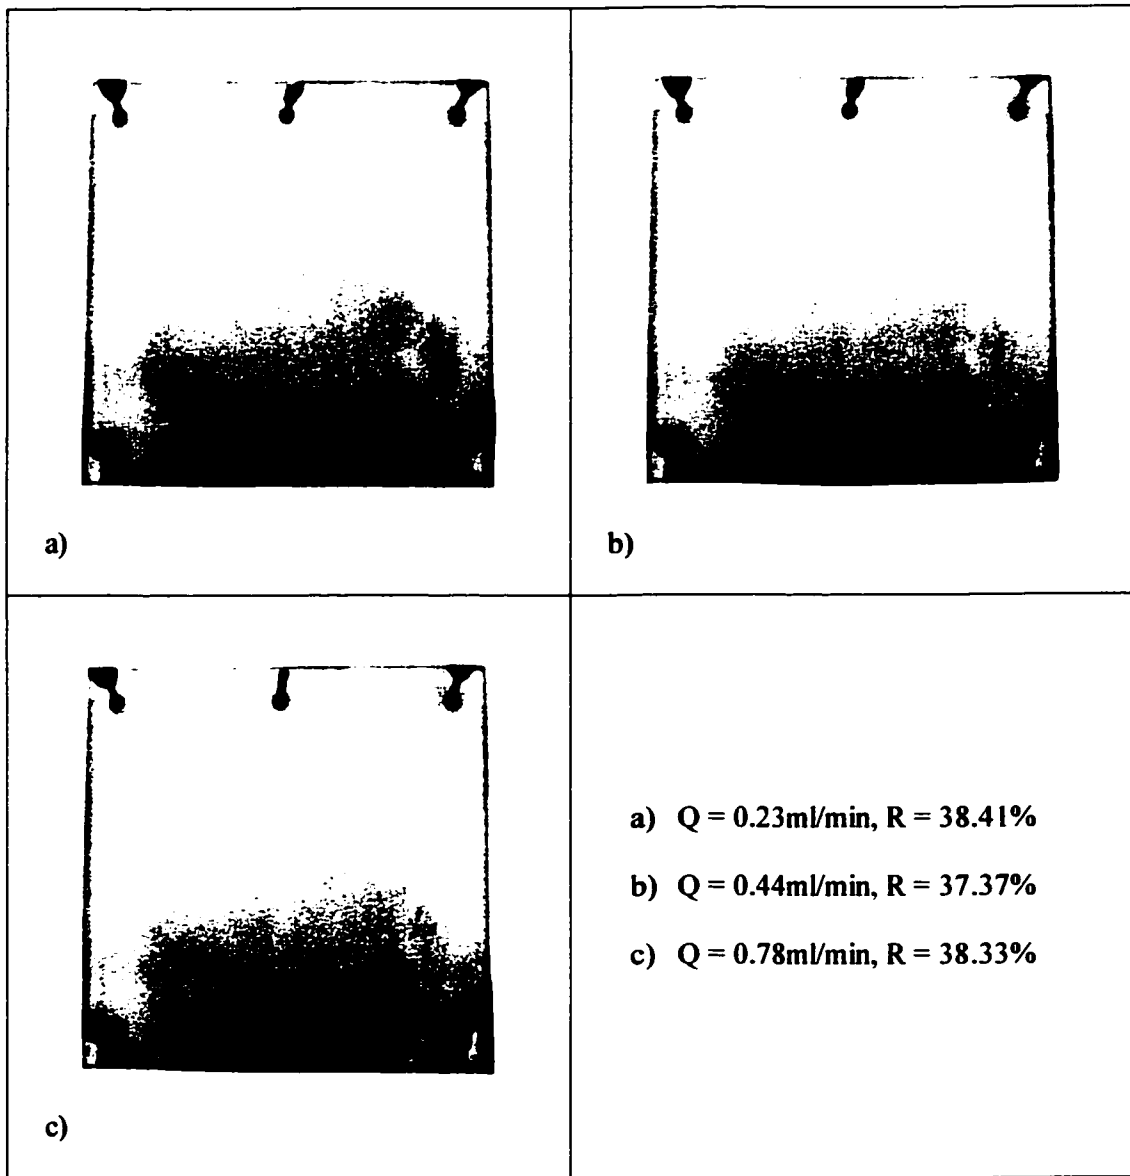 a)
b)
c)
a) Q = 0.23ml/min, R = 38.41%
b) Q = 0.44ml/min, R = 37.37%
c) Q = 0.78ml/min, R = 38.33%